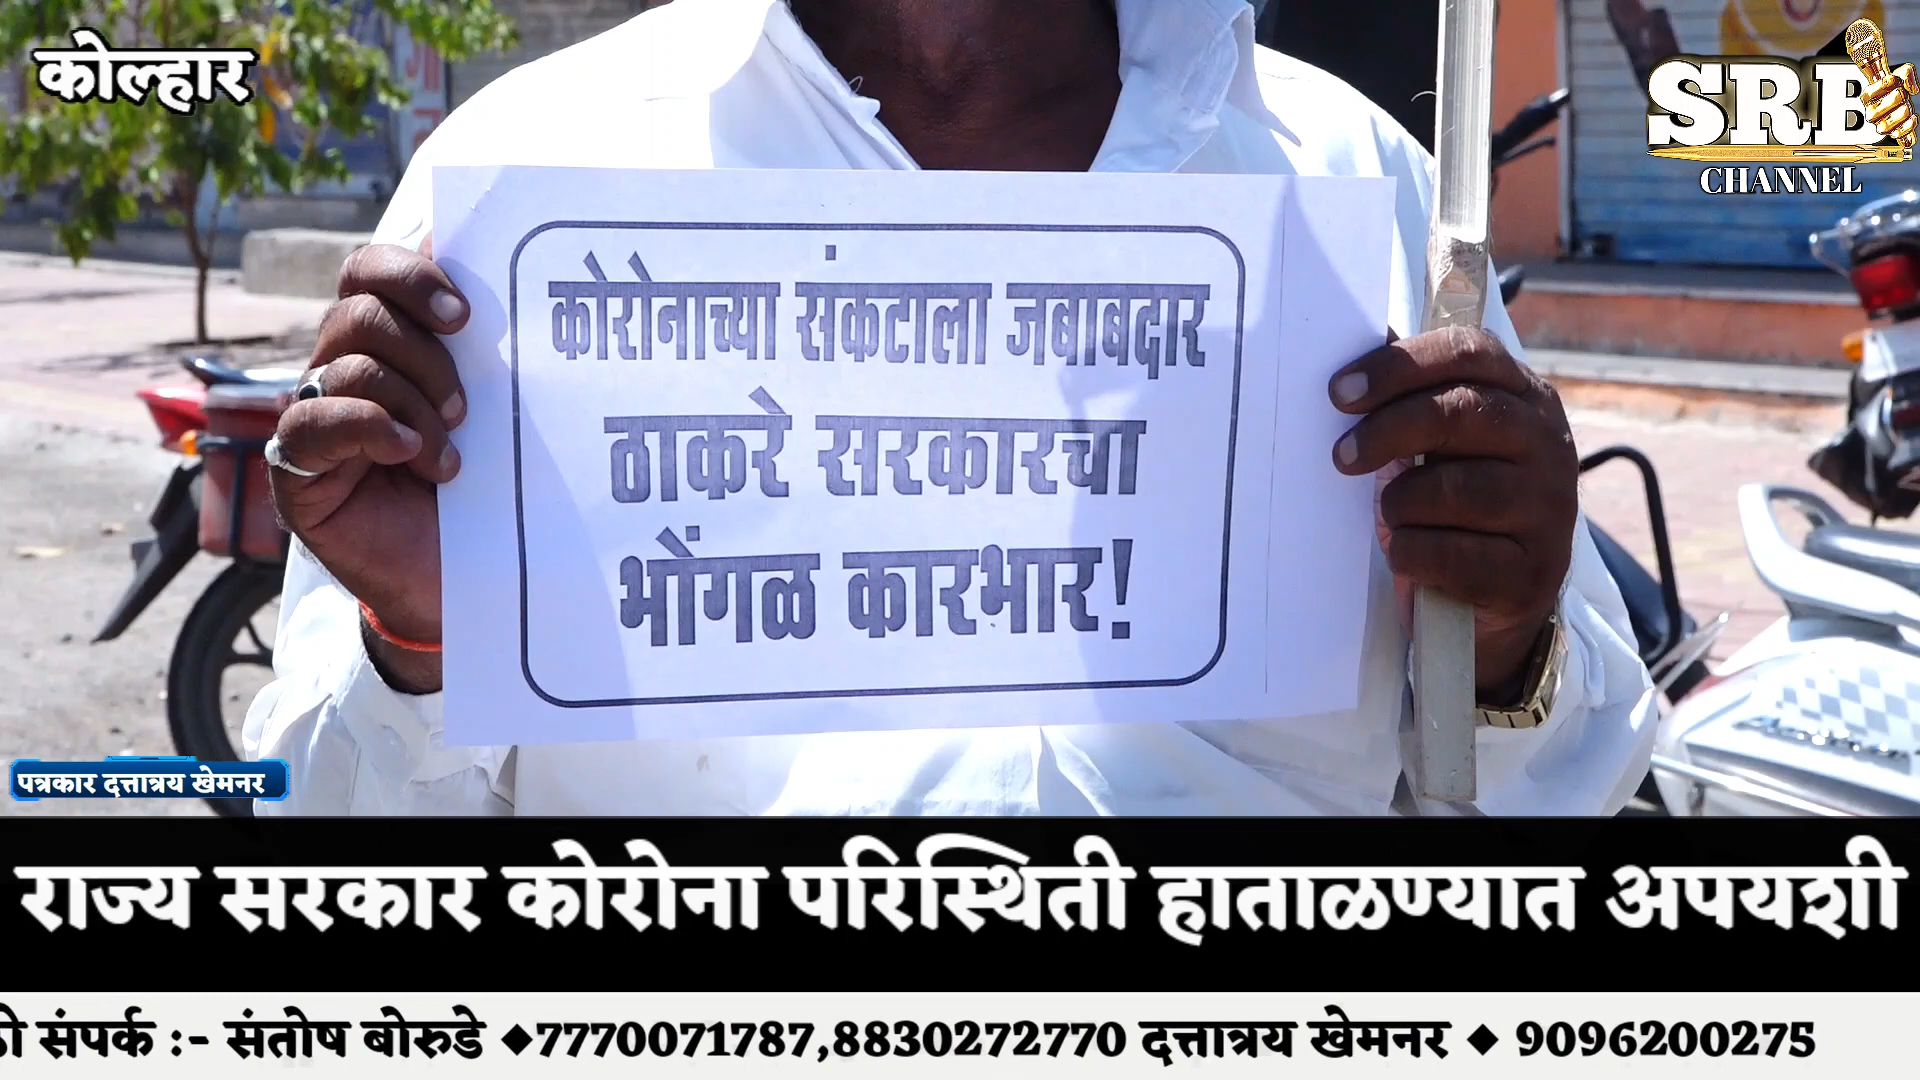 कोल्हार
SRB
CHANNEL
कोरोनाच्या संकटाला जबाबदार
ठाकरे सरकारचा
भोंगळ कारभार!
पत्रकार दत्तात्रय खेमनर
राज्य सरकार कोरोना परिस्थिती हाताळण्यात अपयशी
संपर्क :- संतोष बोरुडे ◆7770071787,8830272770 दत्तात्रय खेमनर ◆ 9096200275